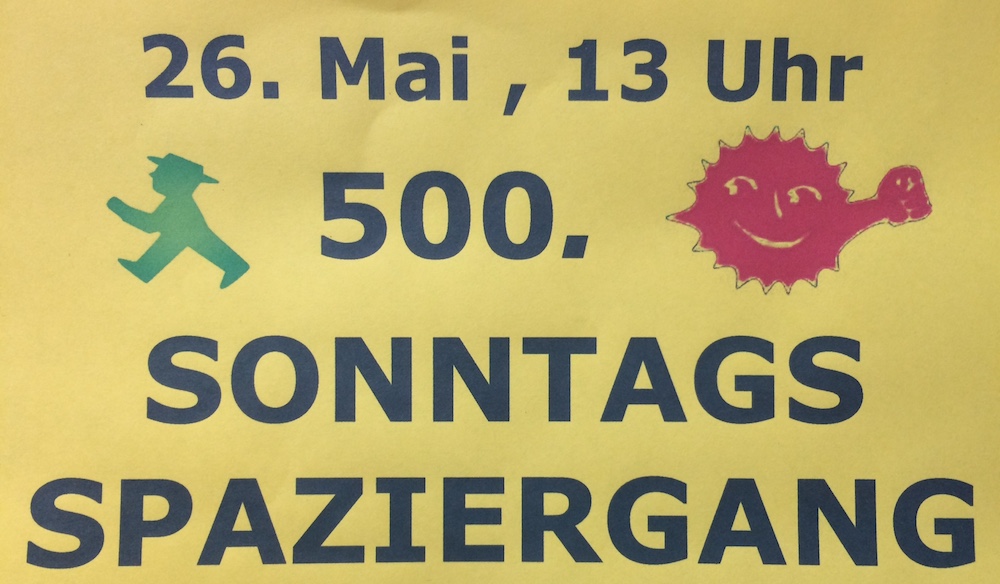 26. Mai , 13 Uhr
500.
SONNTAGS
SPAZIERGANG